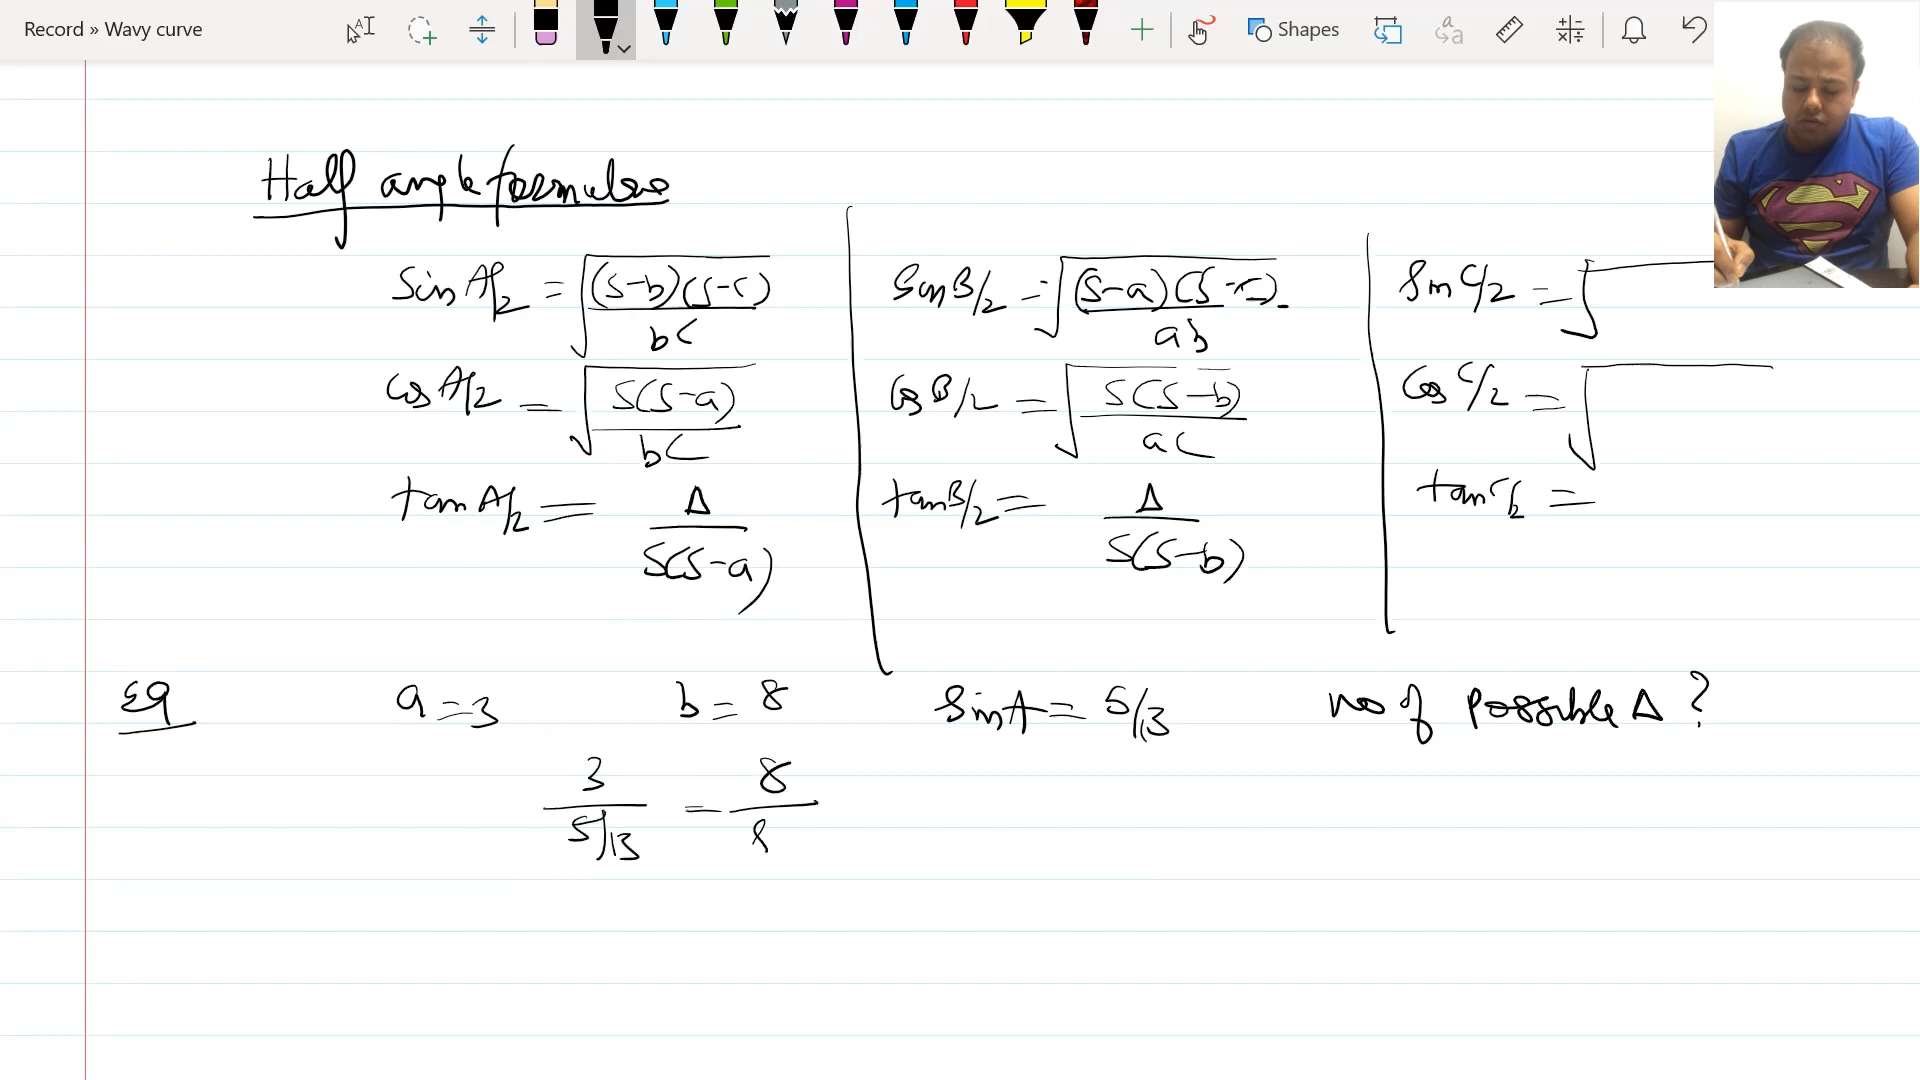 Record » Wavy curve
Shapes
Half angle formulae
sin A/2 = √((s-b)(s-c)/bc)
cos A/2 = √(s(s-a)/bc)
tan A/2 = Δ/(s(s-a))
sin B/2 = √((s-a)(s-c)/ab)
cos B/2 = √(s(s-b)/ac)
tan B/2 = Δ/(s(s-b))
sin C/2 = √
cos C/2 = √
tan C/2 =
Eg a=3 b=8 sinA = 5/13 no of possible Δ ?
3/(5/13) = 8/